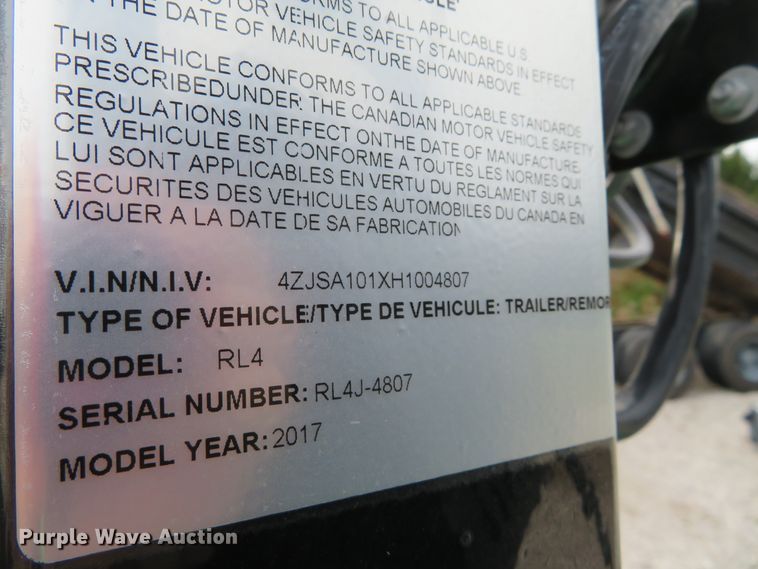 FORMS TO ALL APPLICABLE U.S.
MOTOR VEHICLE SAFETY STANDARDS IN EFFECT
THE DATE OF MANUFACTURE SHOWN ABOVE.
THIS VEHICLE CONFORMS TO ALL APPLICABLE STANDARDE
PRESCRIBEDUNDER: THE CANADIAN MOTOR VEHICLE SAFETY
REGULATIONS IN EFFECT ONTHE DATE OF MANUFACTURE.
CE VEHICULE EST CONFORME A TOUTES LES NORMES QUI
LUI SONT APPLICABLES EN VERTU DU REGLAMENT SUR LA
SECURITES DES VEHICULES AUTOMOBILES DU CANADA EN
VIGUER A LA DATE DE SA FABRICATION
V.I.N/N.I.V: 4ZJSA101XH1004807
TYPE OF VEHICLE/TYPE DE VEHICULE: TRAILER/REMOR
MODEL: RL4
SERIAL NUMBER: RL4J-4807
MODEL YEAR: 2017
Purple Wave Auction